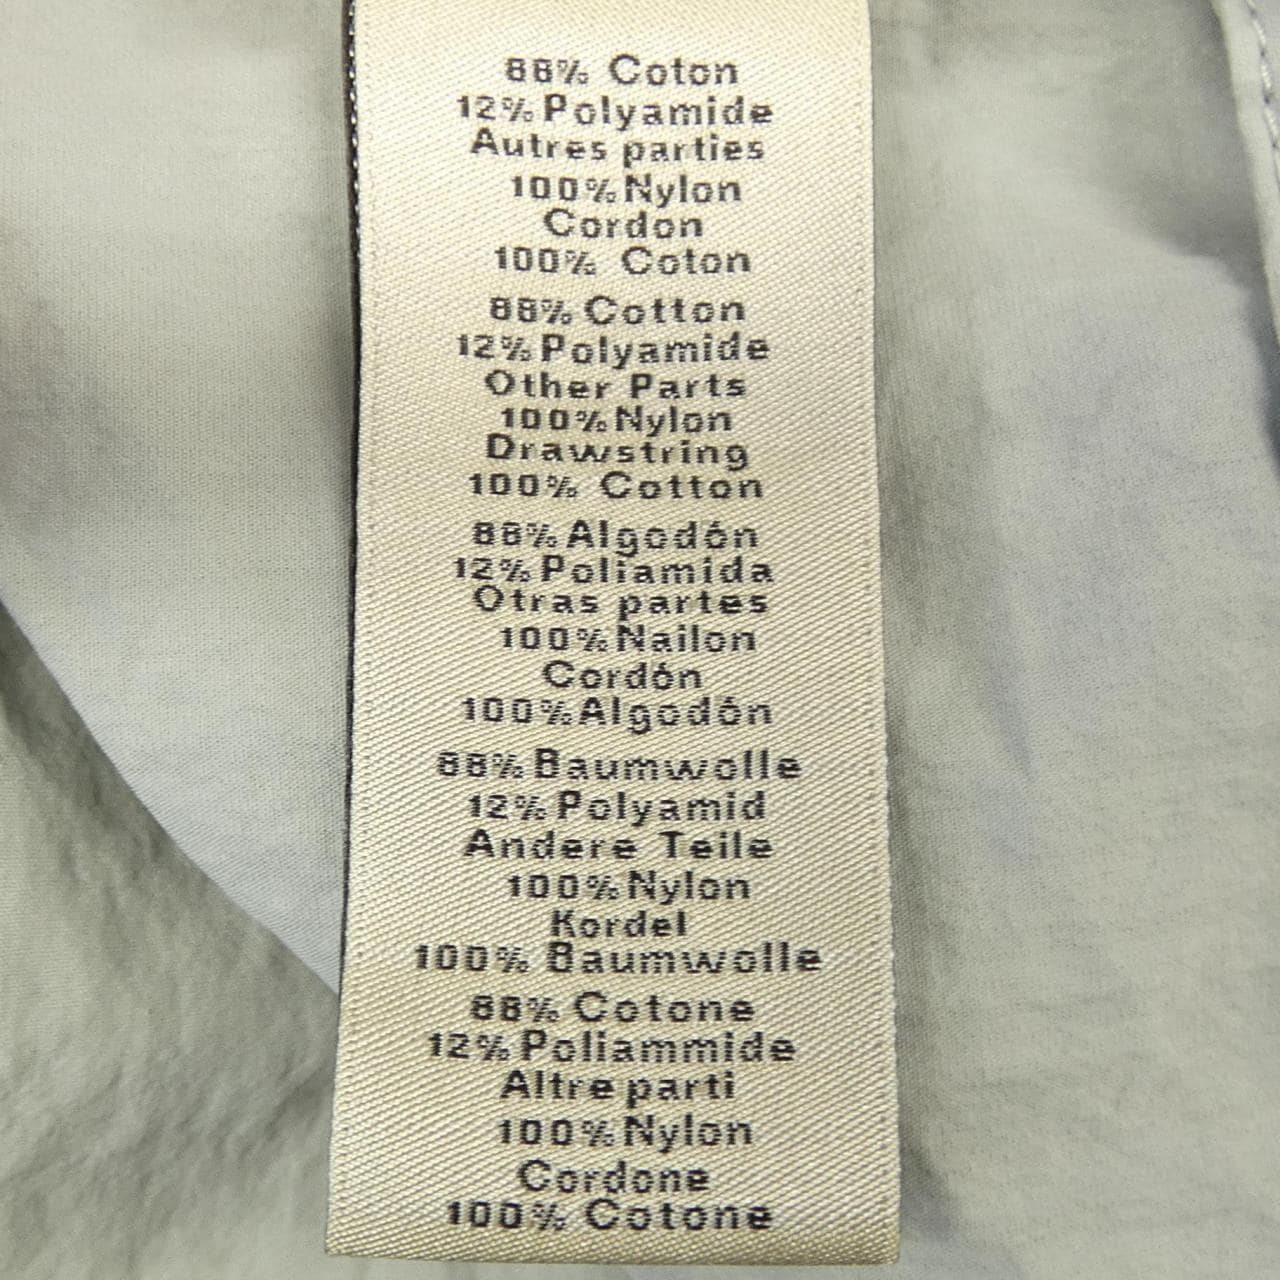 88% Coton
12% Polyamide
Autres parties
100% Nylon
Cordon
100% Coton
88% Cotton
12% Polyamide
Other Parts
100% Nylon
Drawstring
100% Cotton
88% Algodón
12% Poliamida
Otras partes
100% Nailon
Cordón
100% Algodón
88% Baumwolle
12% Polyamid
Andere Teile
100% Nylon
Kordel
100% Baumwolle
88% Cotone
12% Poliammide
Altre parti
100% Nylon
Cordone
100% Cotone